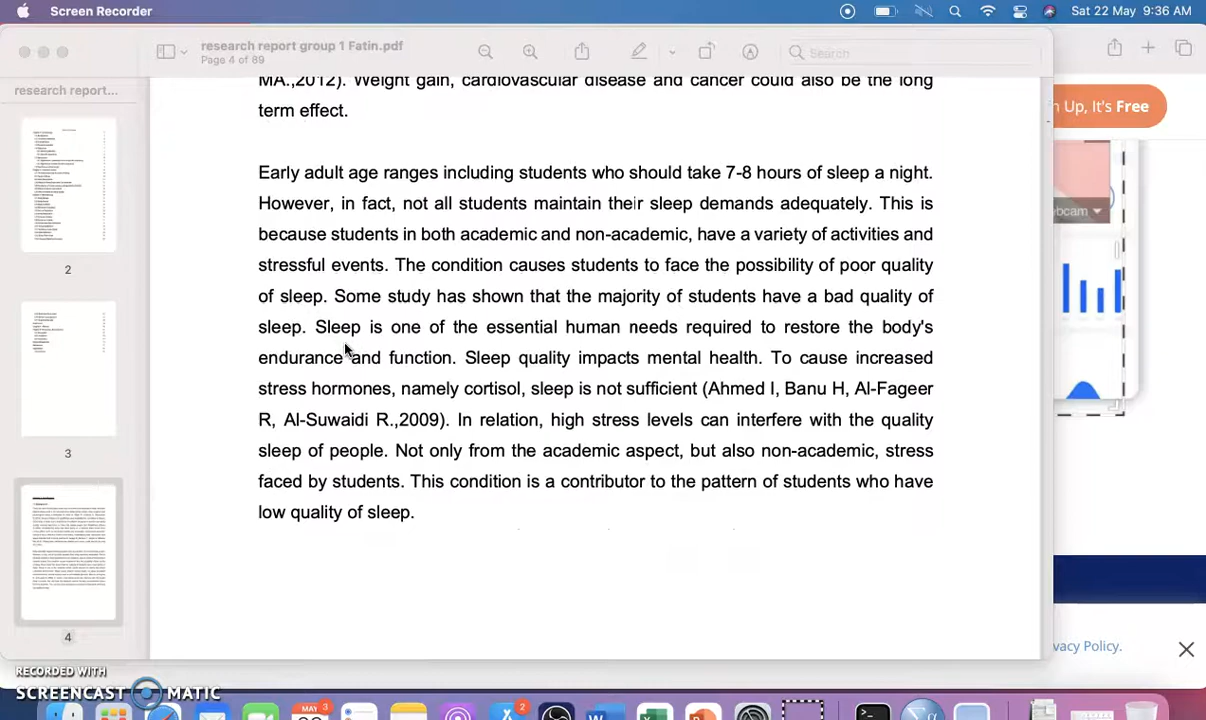 Screen Recorder
Sat 22 May 9:36 AM
research report group 1 Fatin.pdf
Page 4 of 89
Search
research report...
n Up, It's Free
ebcam
MA.,2012). Weight gain, cardiovascular disease and cancer could also be the long
term effect.
Early adult age ranges including students who should take 7-8 hours of sleep a night.
However, in fact, not all students maintain their sleep demands adequately. This is
because students in both academic and non-academic, have a variety of activities and
stressful events. The condition causes students to face the possibility of poor quality
of sleep. Some study has shown that the majority of students have a bad quality of
sleep. Sleep is one of the essential human needs required to restore the body's
endurance and function. Sleep quality impacts mental health. To cause increased
stress hormones, namely cortisol, sleep is not sufficient (Ahmed I, Banu H, Al-Fageer
R, Al-Suwaidi R.,2009). In relation, high stress levels can interfere with the quality
sleep of people. Not only from the academic aspect, but also non-academic, stress
faced by students. This condition is a contributor to the pattern of students who have
low quality of sleep.
2
3
4
vacy Policy.
RECORDED WITH
SCREENCAST MATIC
MAY
3
2